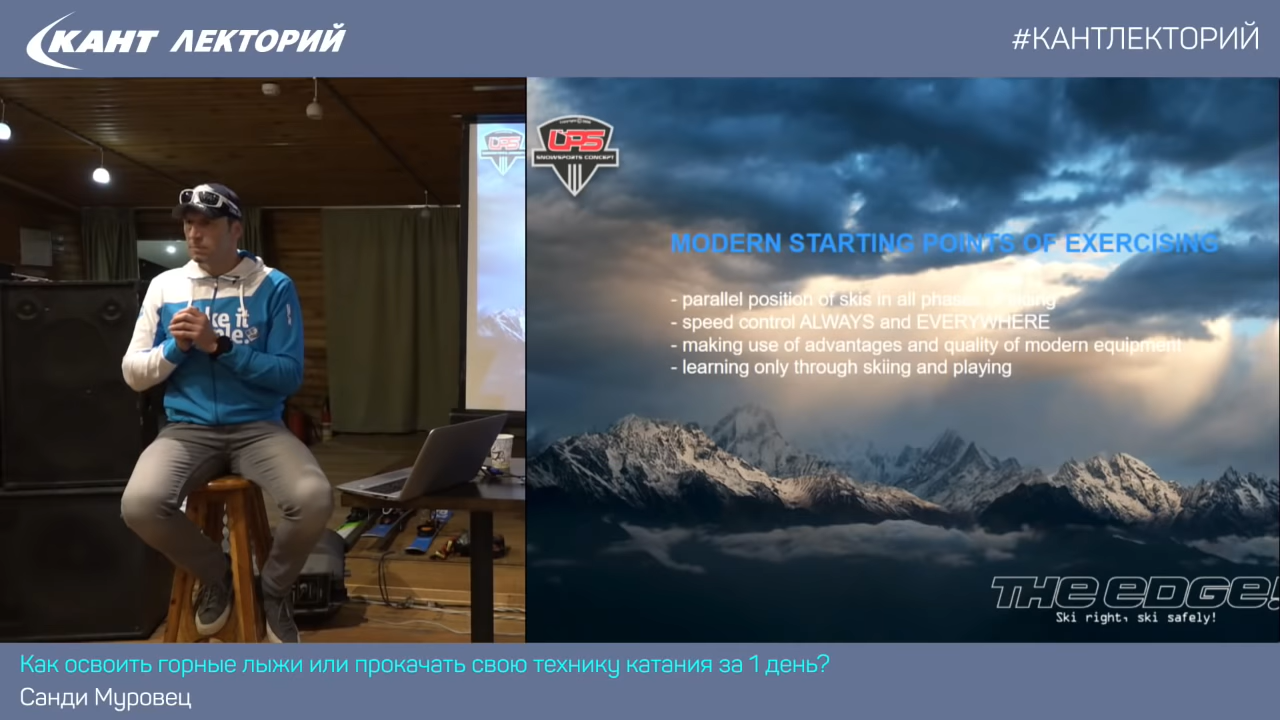 КАНТ ЛЕКТОРИЙ
#КАНТЛЕКТОРИЙ
UPS
SNOWSPORTS CONCEPT
UPS
MODERN STARTING POINTS OF EXERCISING
- parallel position of skis in all phases of skiing
- speed control ALWAYS and EVERYWHERE
- making use of advantages and quality of modern equipment
- learning only through skiing and playing
THE EDGE!
Ski right, ski safely!
Как освоить горные лыжи или прокачать свою технику катания за 1 день?
Санди Муровец